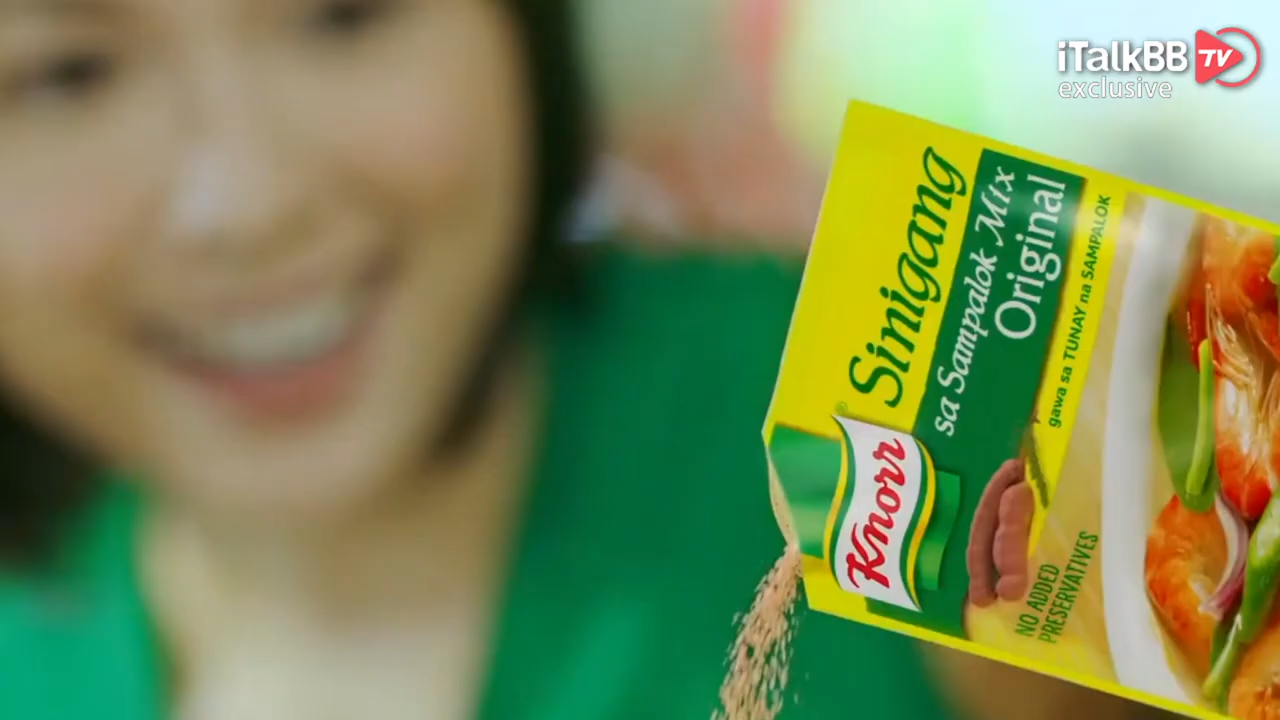 iTalkBB TV
exclusive
Sinigang
sa Sampalok Mix
Original
gawa sa TUNAY na SAMPALOK
Knorr
NO ADDED
PRESERVATIVES